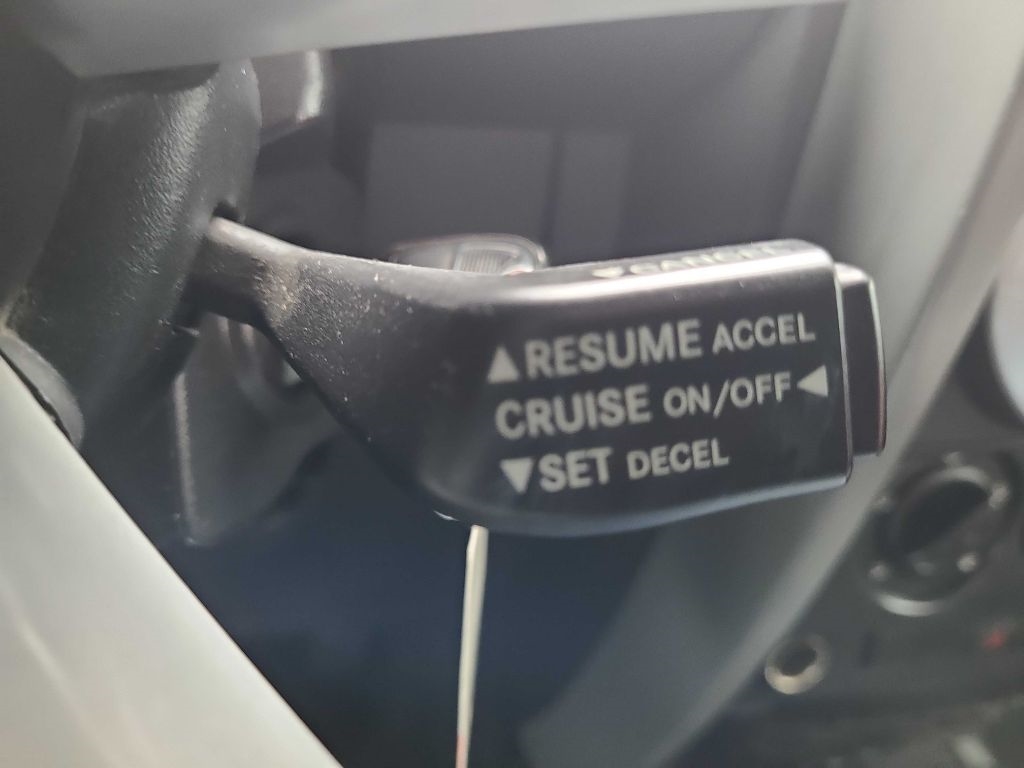 ▼CANCEL
▲RESUME ACCEL
CRUISE ON/OFF◀
▼SET DECEL